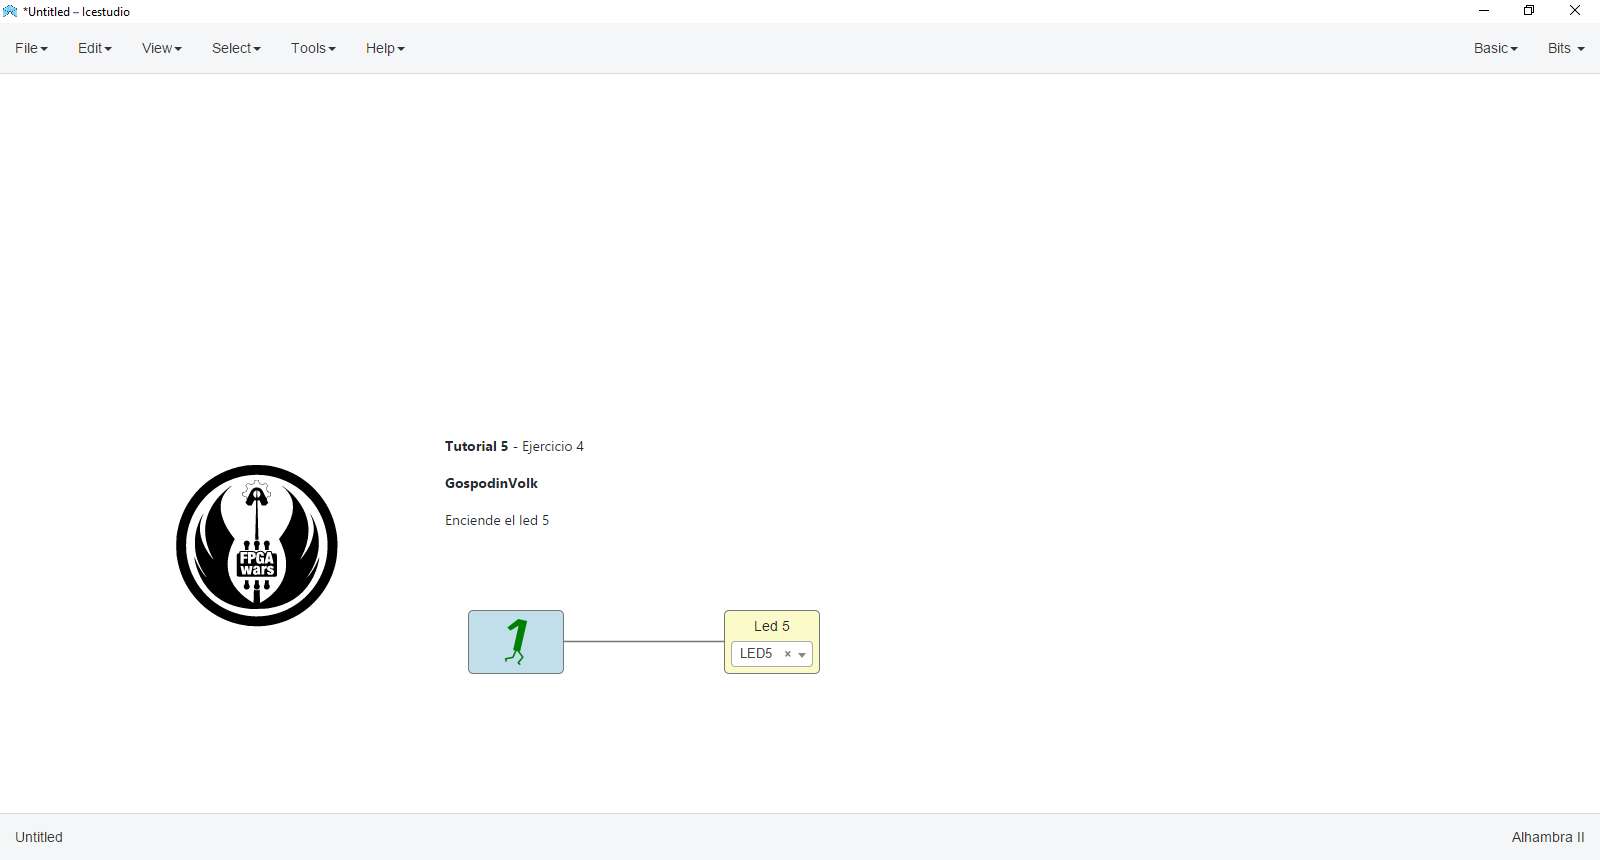 *Untitled – Icestudio
File Edit View Select Tools Help Basic Bits
Tutorial 5 - Ejercicio 4
GospodinVolk
Enciende el led 5
FPGA
wars
1
Led 5
LED5 ×
Untitled Alhambra II